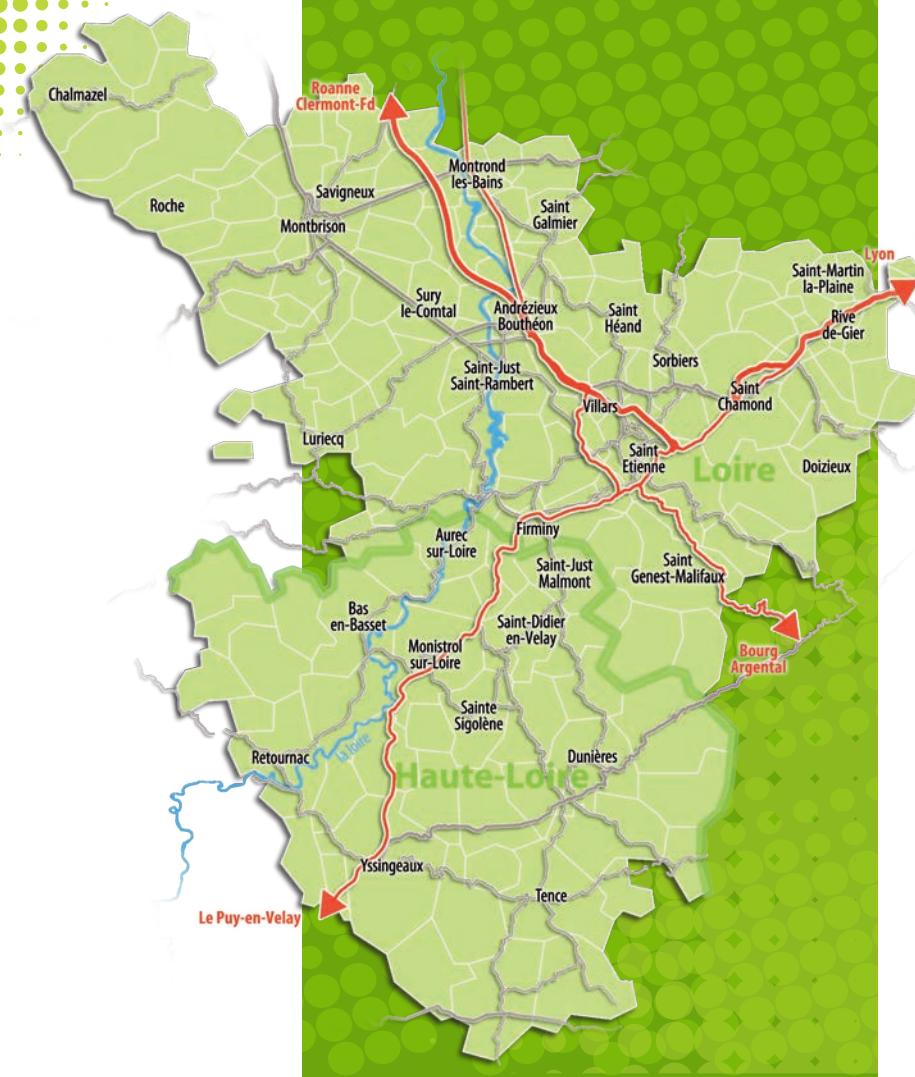 Chalmazel
Roanne
Clermont-Fd
Montrond
les-Bains
Savigneux
Roche
Saint
Galmier
Montbrison
Lyon
Saint-Martin
la-Plaine
Sury
le-Comtal
Andrézieux
Bouthéon
Saint
Héand
Rive
de-Gier
Sorbiers
Saint-Just
Saint-Rambert
Saint
Chamond
Villars
Luriecq
Saint
Etienne
Loire
Doizieux
Firminy
Aurec
sur-Loire
Saint-Just
Malmont
Saint
Genest-Malifaux
Bas
en-Basset
Saint-Didier
en-Velay
Monistrol
sur-Loire
Bourg
Argental
Sainte
Sigolène
la loire
Retournac
Dunières
Haute-Loire
Yssingeaux
Tence
Le Puy-en-Velay